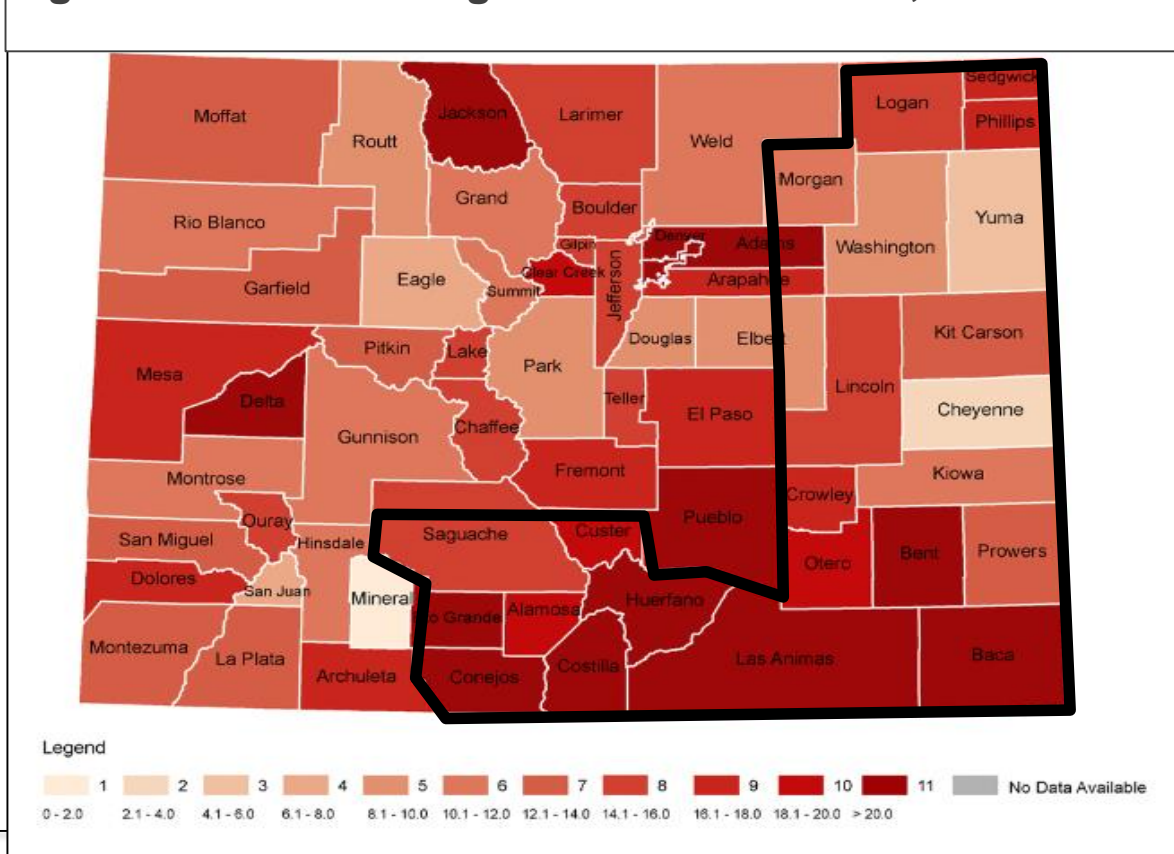 Moffat
Routt
Jackson
Larimer
Weld
Logan
Sedgwick
Phillips
Morgan
Grand
Boulder
Rio Blanco
Yuma
Washington
Gilpin
Denver
Adams
Clear Creek
Eagle
Summit
Jefferson
Arapahoe
Garfield
Douglas
Elbert
Kit Carson
Pitkin
Lake
Park
Mesa
Delta
Teller
El Paso
Lincoln
Cheyenne
Gunnison
Chaffee
Fremont
Kiowa
Montrose
Crowley
Ouray
Pueblo
San Miguel
Hinsdale
Saguache
Custer
Bent
Prowers
Otero
Dolores
San Juan
Mineral
Huerfano
Rio Grande
Alamosa
Montezuma
La Plata
Archuleta
Conejos
Costilla
Las Animas
Baca
Legend
1 2 3 4 5 6 7 8 9 10 11 No Data Available
0 - 2.0 2.1 - 4.0 4.1 - 6.0 6.1 - 8.0 8.1 - 10.0 10.1 - 12.0 12.1 - 14.0 14.1 - 16.0 16.1 - 18.0 18.1 - 20.0 > 20.0